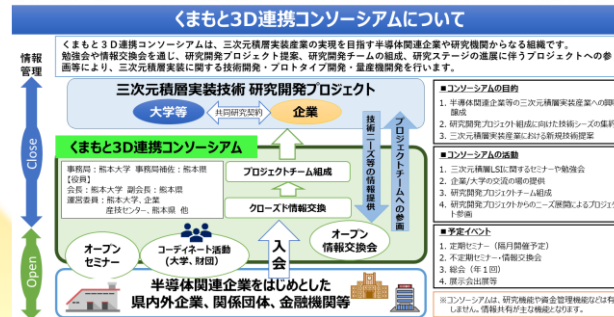 くまもと3D連携コンソーシアムについて
くまもと3D連携コンソーシアムは、三次元積層実装産業の実現を目指す半導体関連企業や研究機関からなる組織です。
勉強会や情報交換会を通じ、研究開発プロジェクト提案、研究開発チームの組成、研究ステージの進展に伴うプロジェクトへの参
画等により、三次元積層実装に関する技術開発・プロトタイプ開発・量産機開発を行います。
情報
管理
Close
Open
三次元積層実装技術 研究開発プロジェクト
大学等
共同研究契約
企業
くまもと3D連携コンソーシアム
事務局:熊本大学 事務局補佐:熊本県
【役員】
会長:熊本大学 副会長:熊本県
運営委員:熊本大学、企業
産技センター、熊本県 他
プロジェクトチーム組成
クローズド情報交換
技術ニーズ等の情報提供
プロジェクトチームへの参画
オープン
セミナー
コーディネート活動
(大学、財団)
入会
オープン
情報交換会
半導体関連企業をはじめとした
県内外企業、関係団体、金融機関等
■コンソーシアムの目的
1. 半導体関連企業等の三次元積層実装産業への
醸成
2. 研究開発プロジェクト組成に向けた技術シーズの集約
3. 三次元積層実装産業における新規技術提案
■コンソーシアムの活動
1. 三次元積層LSIに関するセミナーや勉強会
2. 企業/大学の交流の場の提供
3. 研究開発プロジェクトチーム組成
4. 研究開発プロジェクトからのニーズ展開によるプロジェク
ト参画
■予定イベント
1. 定期セミナー(隔月開催予定)
2. 不定期セミナー・情報交換会
3. 総会(年1回)
4. 展示会出展等
※コンソーシアムは、研究機能や資金管理機能などは有
しません。情報共有が主な機能となります。